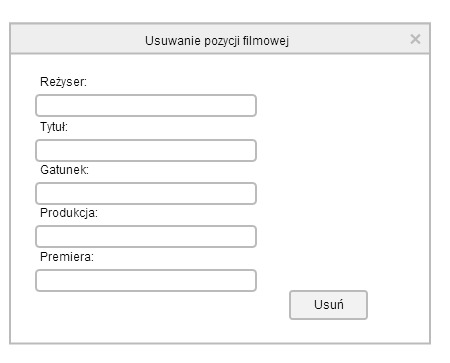 Usuwanie pozycji filmowej
Reżyser:
Tytuł:
Gatunek:
Produkcja:
Premiera:
Usuń